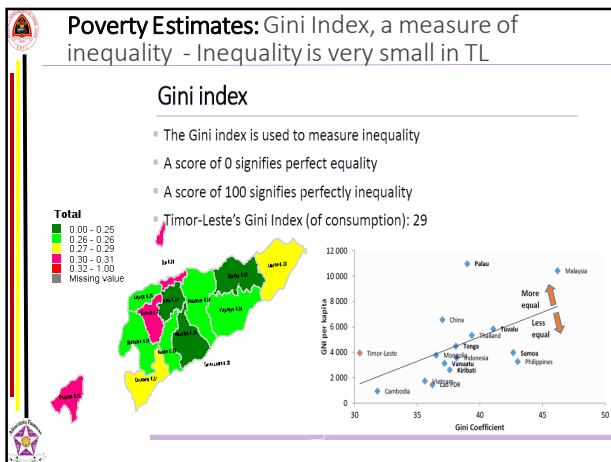 Poverty Estimates: Gini Index, a measure of
inequality - Inequality is very small in TL
Gini index
The Gini index is used to measure inequality
A score of 0 signifies perfect equality
A score of 100 signifies perfectly inequality
Timor-Leste's Gini Index (of consumption): 29
Total
0.00 - 0.25
0.26 - 0.26
0.27 - 0.29
0.30 - 0.31
0.32 - 1.00
Missing value
GNI per kapita
12 000
10 000
8 000
6 000
4 000
2 000
0
Palau
Malaysia
More
equal
Less
equal
China
Tuvalu
Thailand
Tonga
Timor-Leste
Mongolia
Indonesia
Samoa
Vanuatu
Philippines
Kiribati
Vietnam
Lao PDR
Cambodia
30
35
40
45
50
Gini Coefficient